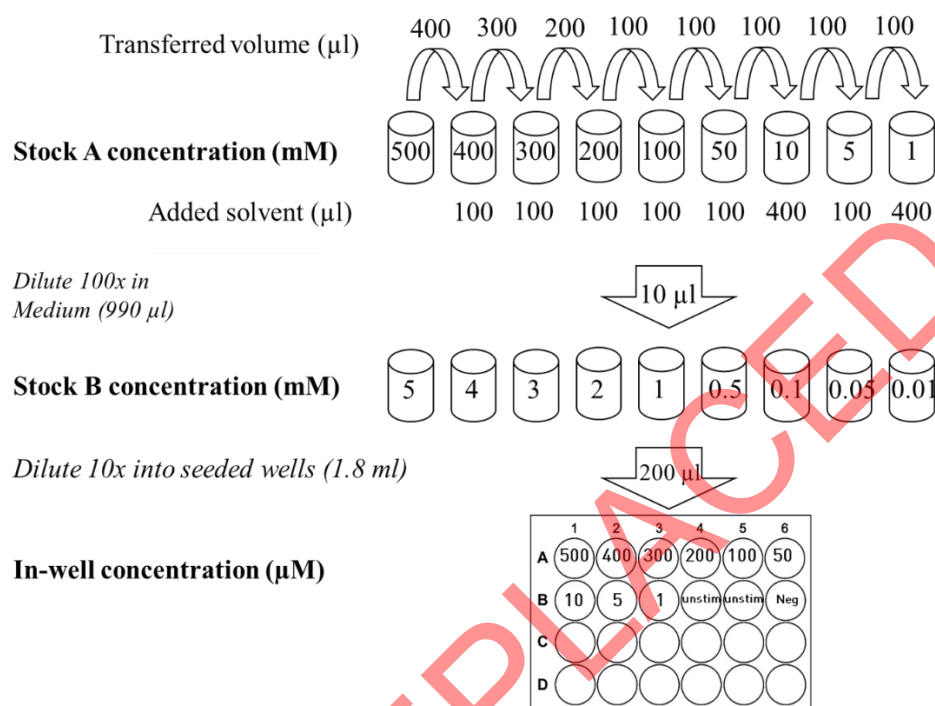 400 300 200 100 100 100 100 100
Transferred volume (µl)
Stock A concentration (mM) 500 400 300 200 100 50 10 5 1
Added solvent (µl) 100 100 100 100 100 400 100 400
Dilute 100x in
Medium (990 µl)
10 µl
Stock B concentration (mM) 5 4 3 2 1 0.5 0.1 0.05 0.01
Dilute 10x into seeded wells (1.8 ml)
200 µl
In-well concentration (µM)
1 2 3 4 5 6
A 500 400 300 200 100 50
B 10 5 1 unstim unstim Neg
C
D
PLACED